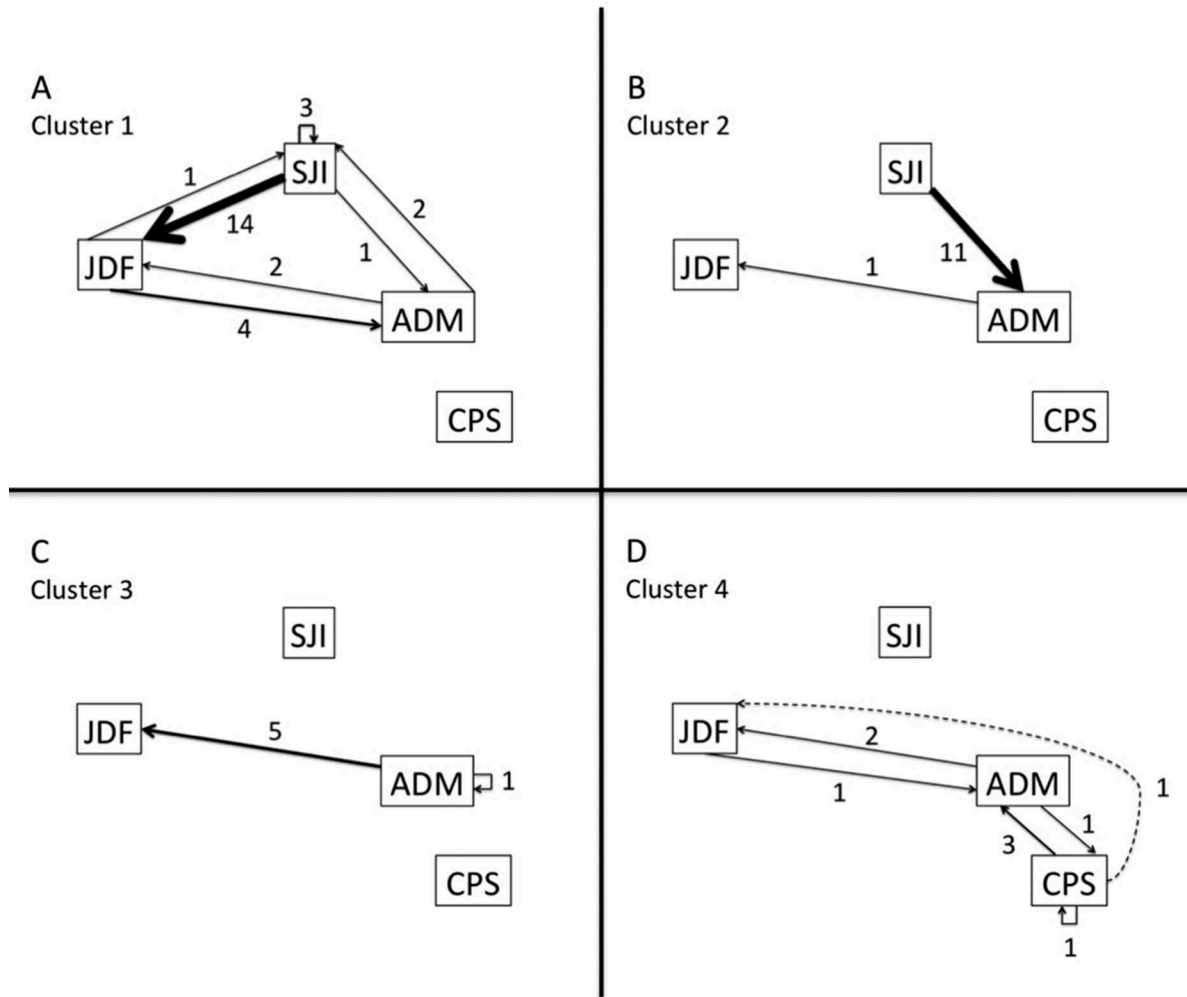 A
Cluster 1
3
SJI
1
14
2
1
JDF
2
ADM
4
CPS
B
Cluster 2
SJI
11
JDF
1
ADM
CPS
C
Cluster 3
SJI
JDF
5
ADM
1
CPS
D
Cluster 4
SJI
JDF
2
ADM
1
1
1
3
CPS
1